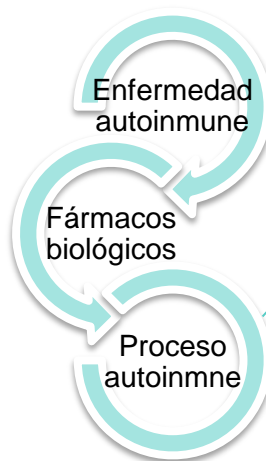 Enfermedad
autoinmune
Fármacos
biológicos
Proceso
autoinmne